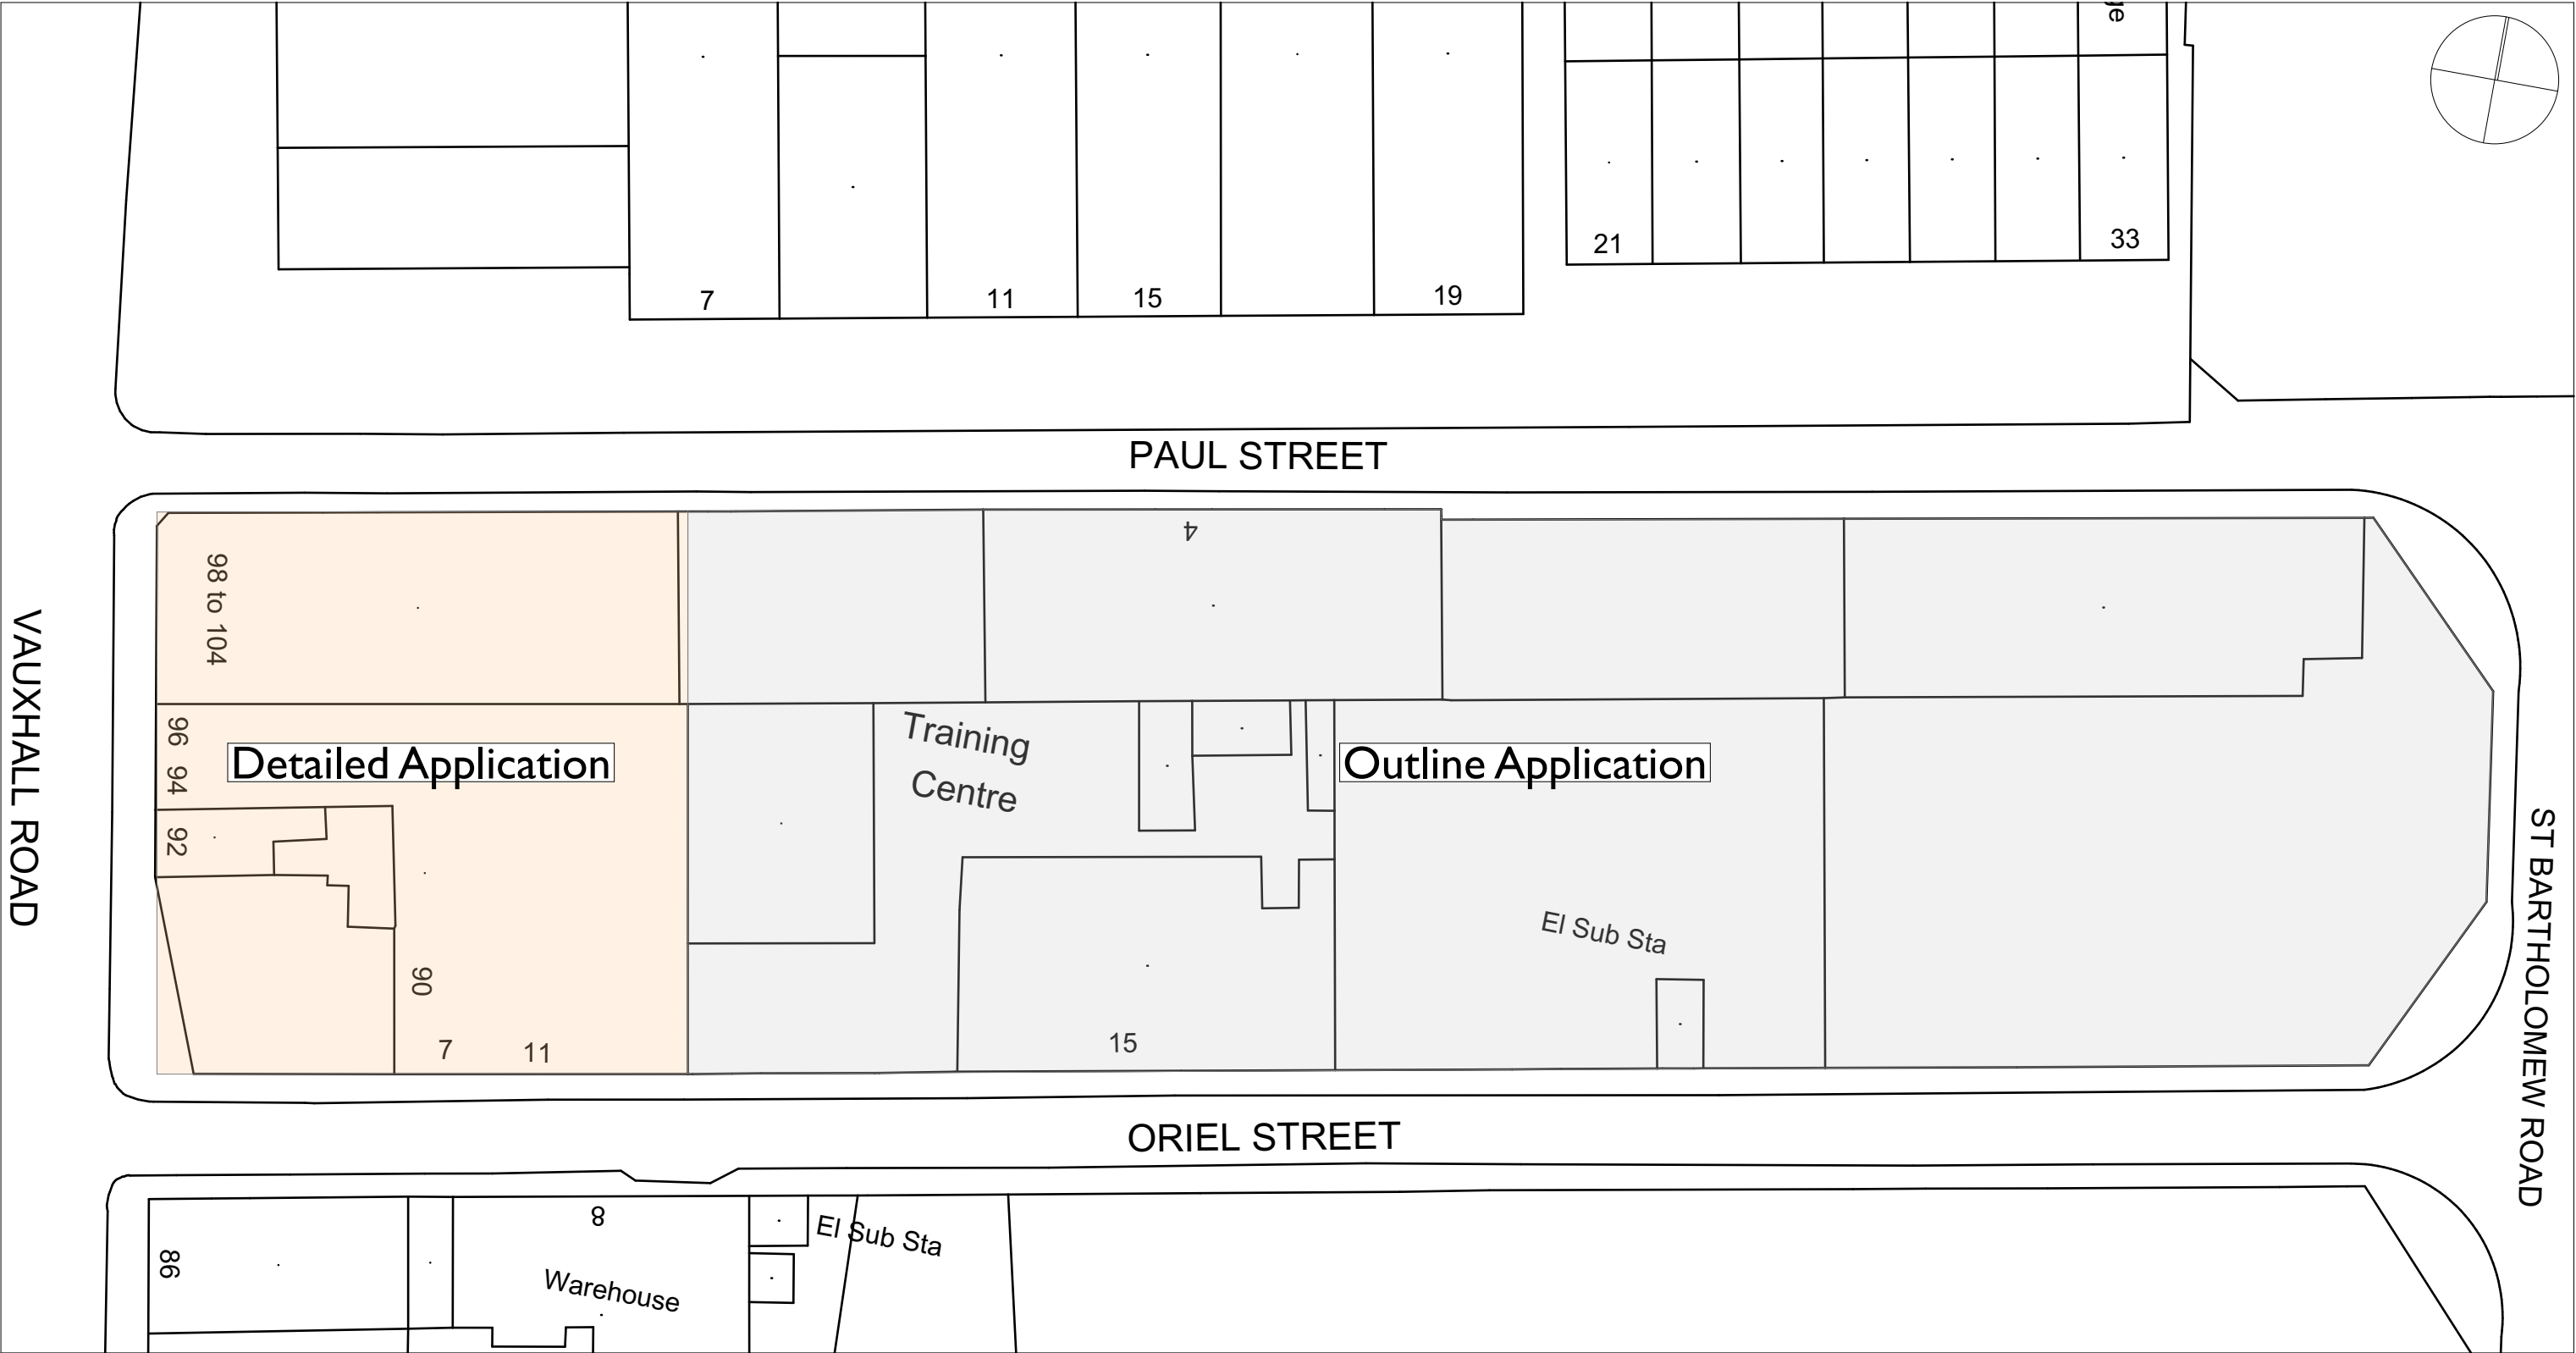 21
33
7
11
15
19
PAUL STREET
4
98 to 104
VAUXHALL ROAD
96
94
92
Detailed Application
Training
Centre
Outline Application
El Sub Sta
90
7
11
15
ST BARTHOLOMEW ROAD
ORIEL STREET
8
El Sub Sta
86
Warehouse